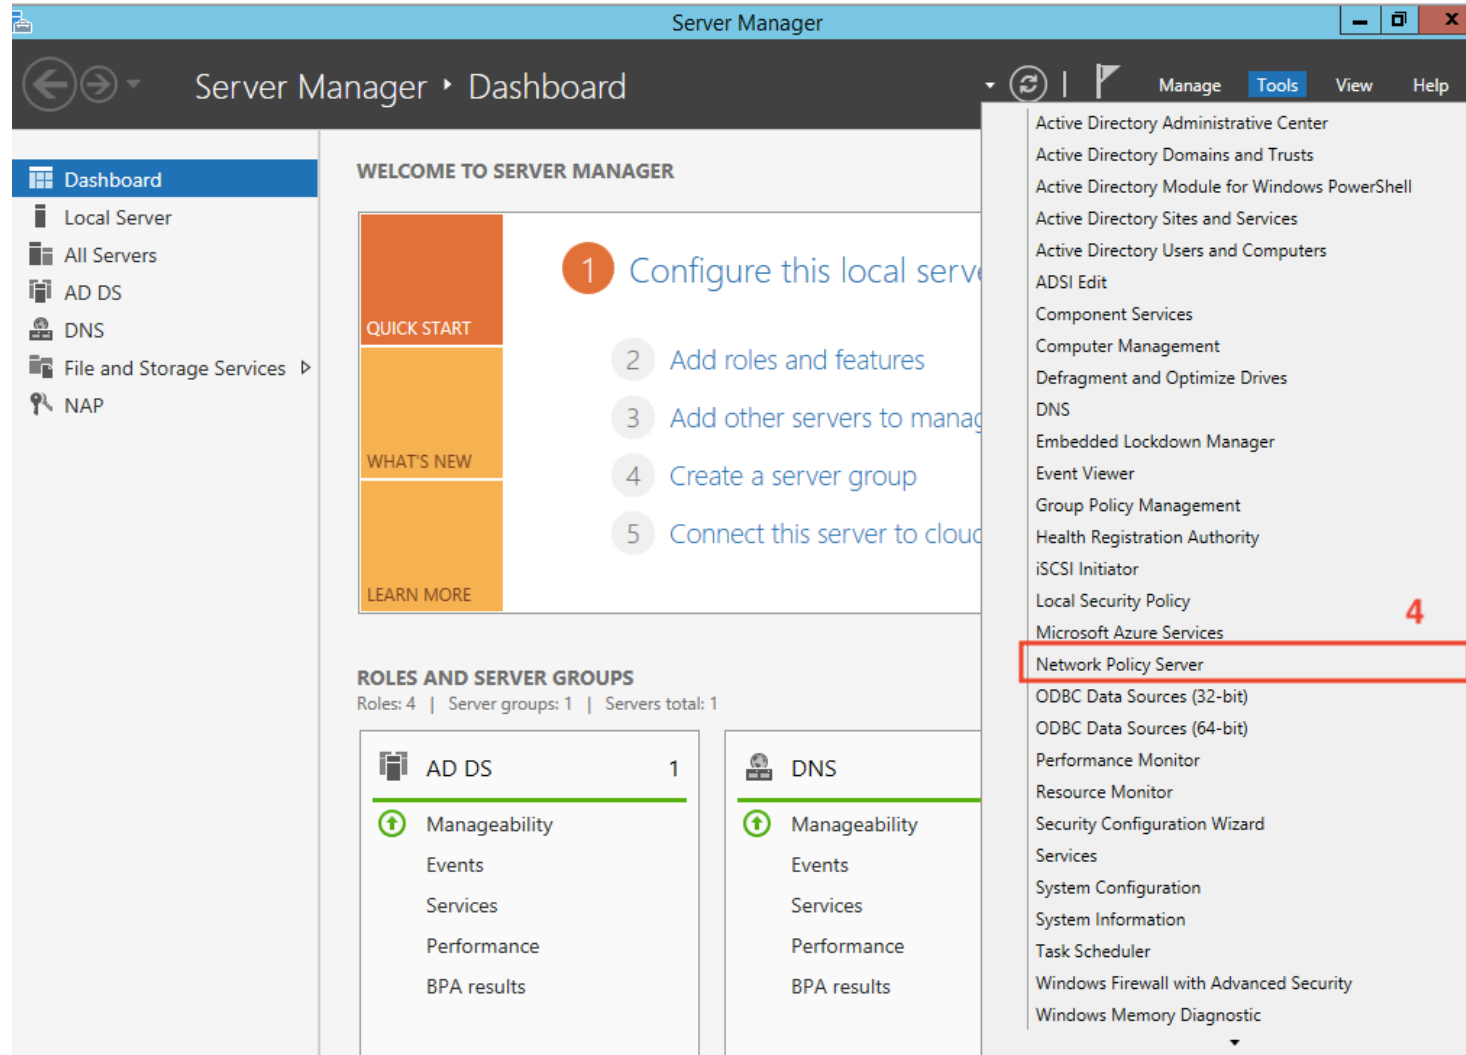 Server Manager
Server Manager • Dashboard
Manage Tools View Help
Dashboard
Local Server
All Servers
AD DS
DNS
File and Storage Services
NAP
WELCOME TO SERVER MANAGER
QUICK START
WHAT'S NEW
LEARN MORE
1 Configure this local serve
2 Add roles and features
3 Add other servers to manag
4 Create a server group
5 Connect this server to cloud
ROLES AND SERVER GROUPS
Roles: 4 | Server groups: 1 | Servers total: 1
AD DS 1
Manageability
Events
Services
Performance
BPA results
DNS
Manageability
Events
Services
Performance
BPA results
Active Directory Administrative Center
Active Directory Domains and Trusts
Active Directory Module for Windows PowerShell
Active Directory Sites and Services
Active Directory Users and Computers
ADSI Edit
Component Services
Computer Management
Defragment and Optimize Drives
DNS
Embedded Lockdown Manager
Event Viewer
Group Policy Management
Health Registration Authority
iSCSI Initiator
Local Security Policy
4
Microsoft Azure Services
Network Policy Server
ODBC Data Sources (32-bit)
ODBC Data Sources (64-bit)
Performance Monitor
Resource Monitor
Security Configuration Wizard
Services
System Configuration
System Information
Task Scheduler
Windows Firewall with Advanced Security
Windows Memory Diagnostic